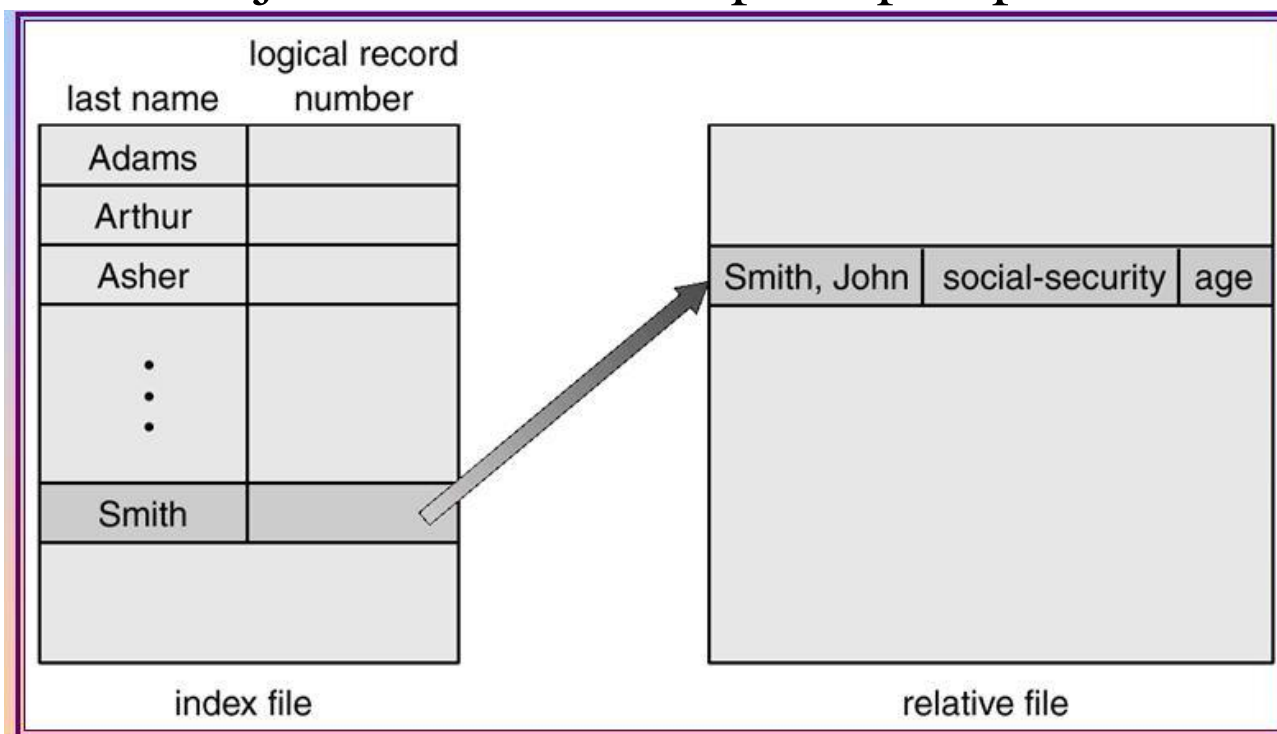 logical record
last name number
Adams
Arthur
Asher
Smith
Smith, John social-security age
index file
relative file